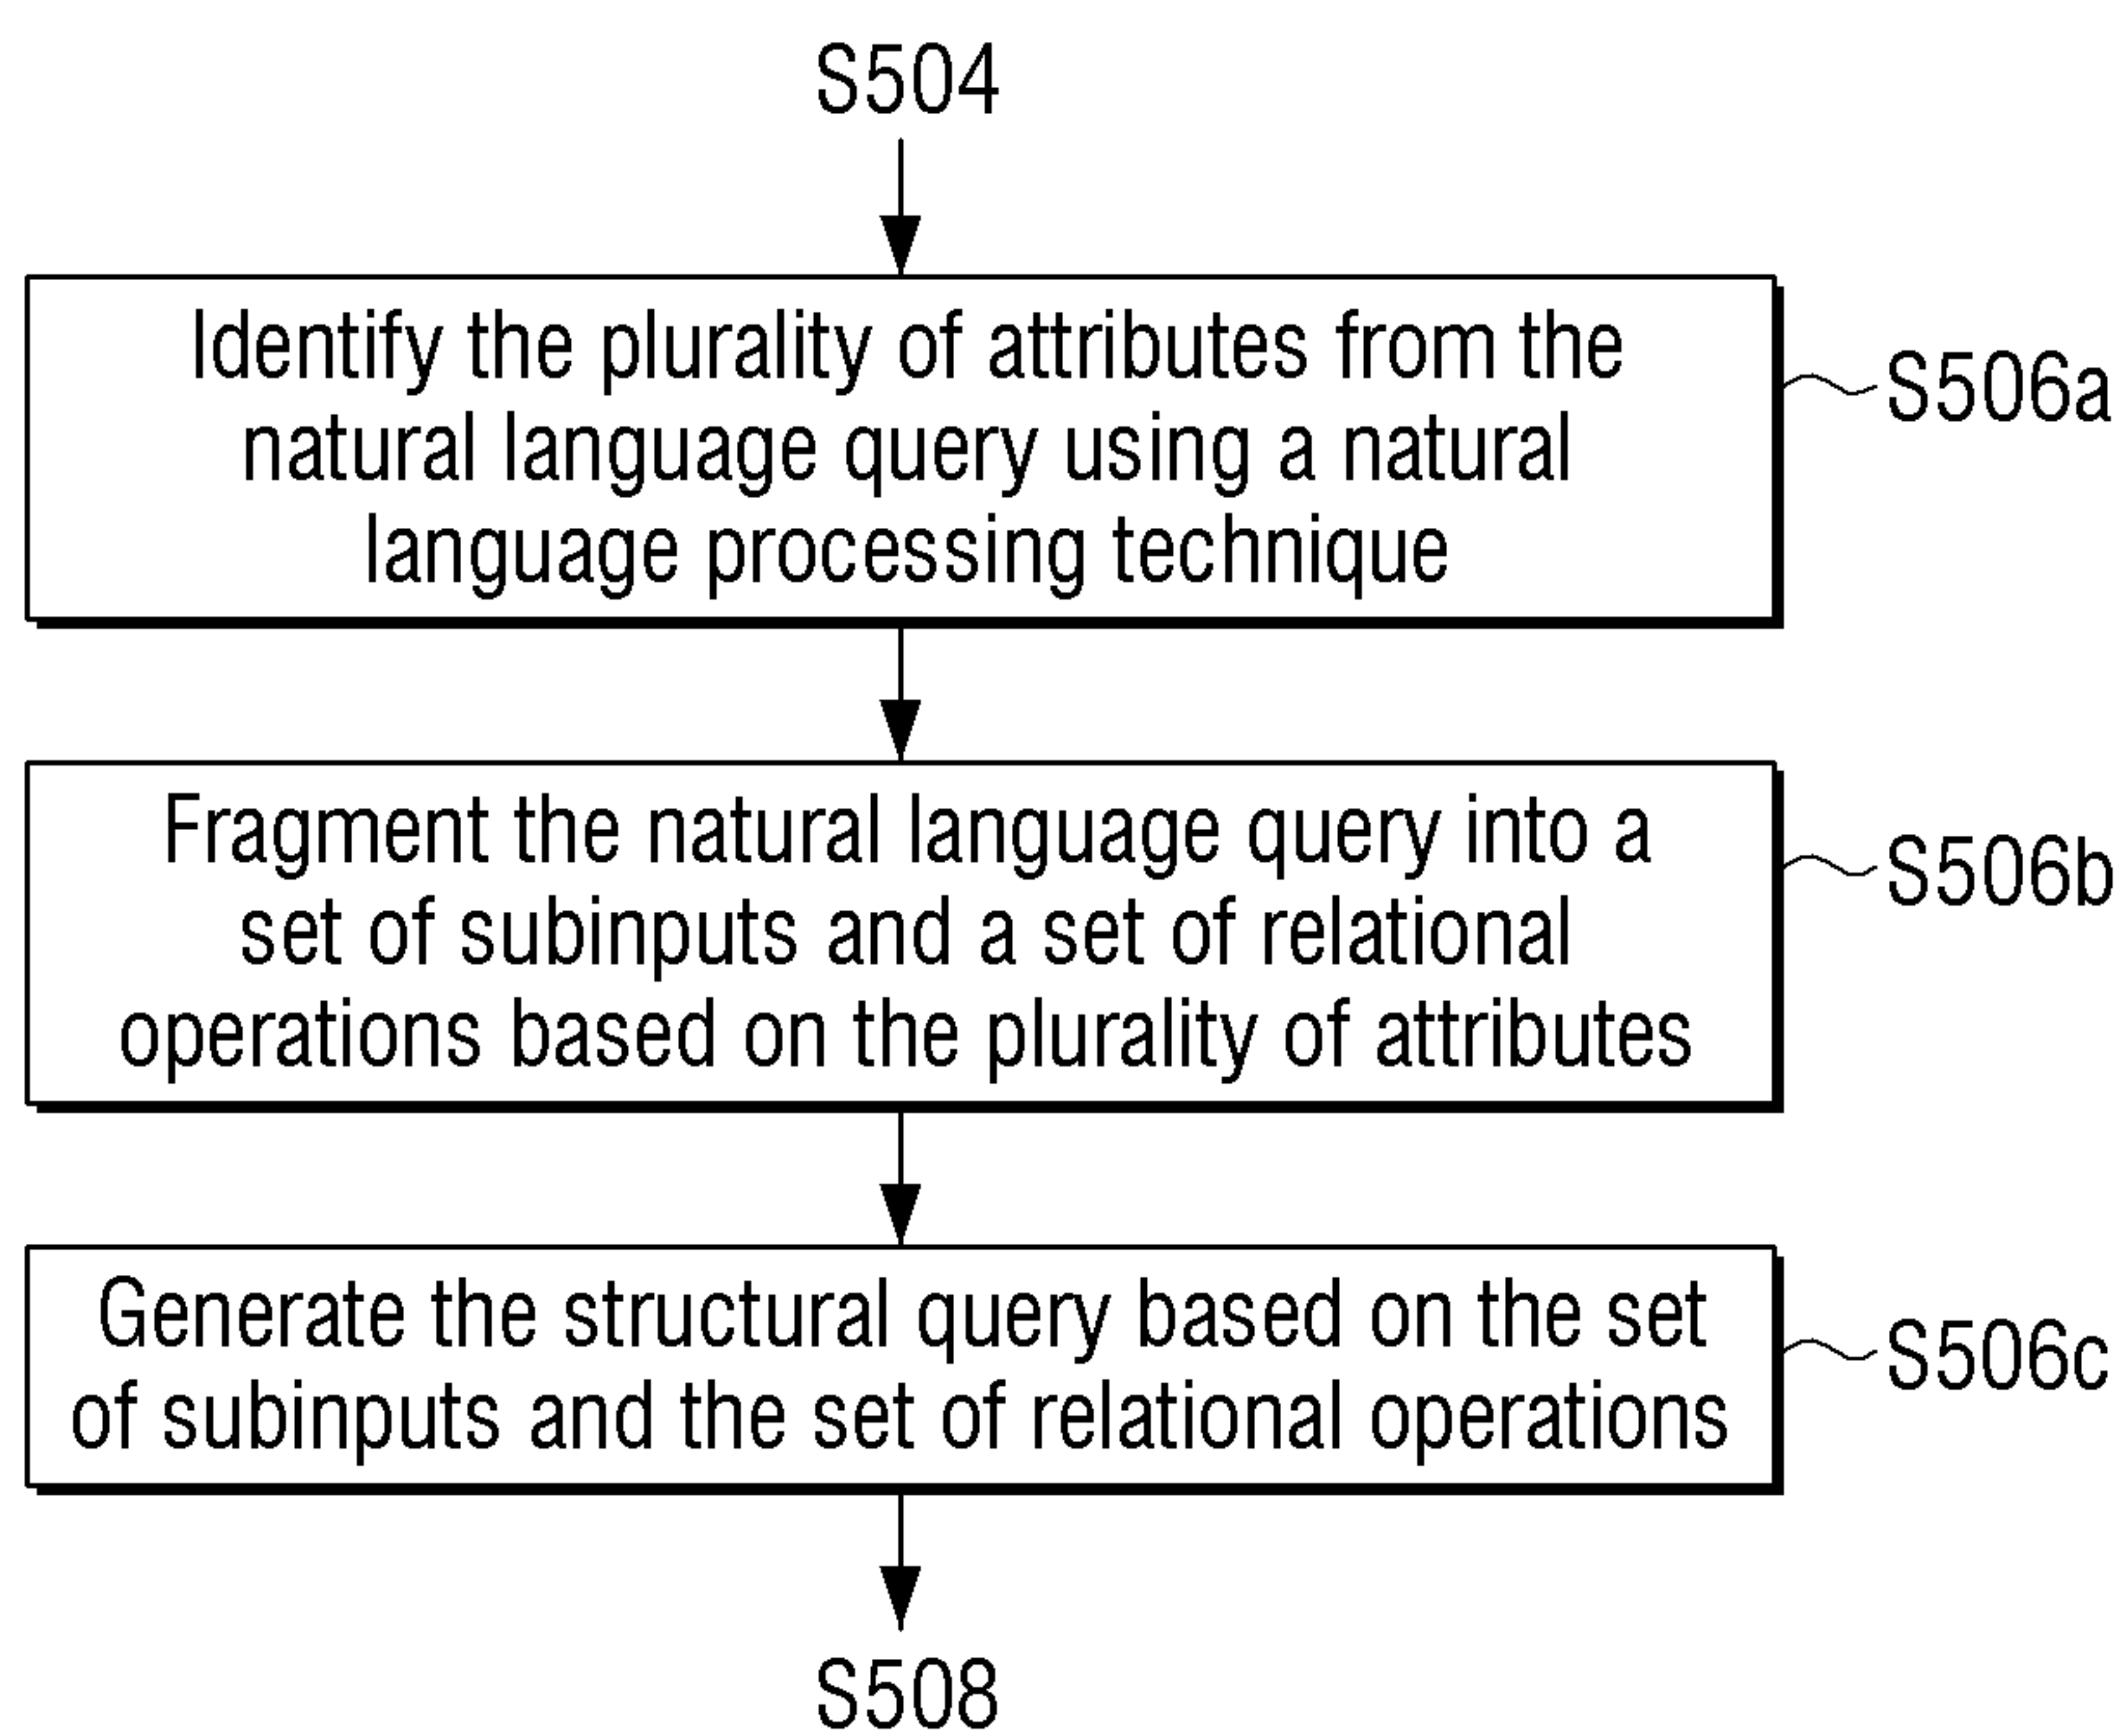 S504
Identify the plurality of attributes from the
natural language query using a natural
language processing technique
S506a
Fragment the natural language query into a
set of subinputs and a set of relational
operations based on the plurality of attributes
S506b
Generate the structural query based on the set
of subinputs and the set of relational operations
S506c
S508